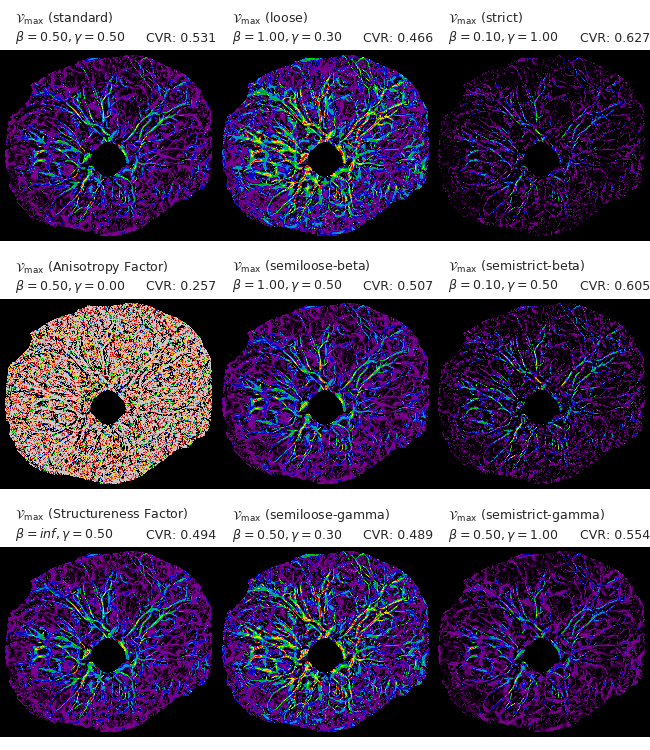 𝒱max (standard)
β = 0.50, γ = 0.50 CVR: 0.531
𝒱max (loose)
β = 1.00, γ = 0.30 CVR: 0.466
𝒱max (strict)
β = 0.10, γ = 1.00 CVR: 0.627
𝒱max (Anisotropy Factor)
β = 0.50, γ = 0.00 CVR: 0.257
𝒱max (semiloose-beta)
β = 1.00, γ = 0.50 CVR: 0.507
𝒱max (semistrict-beta)
β = 0.10, γ = 0.50 CVR: 0.605
𝒱max (Structureness Factor)
β = inf, γ = 0.50 CVR: 0.494
𝒱max (semiloose-gamma)
β = 0.50, γ = 0.30 CVR: 0.489
𝒱max (semistrict-gamma)
β = 0.50, γ = 1.00 CVR: 0.554